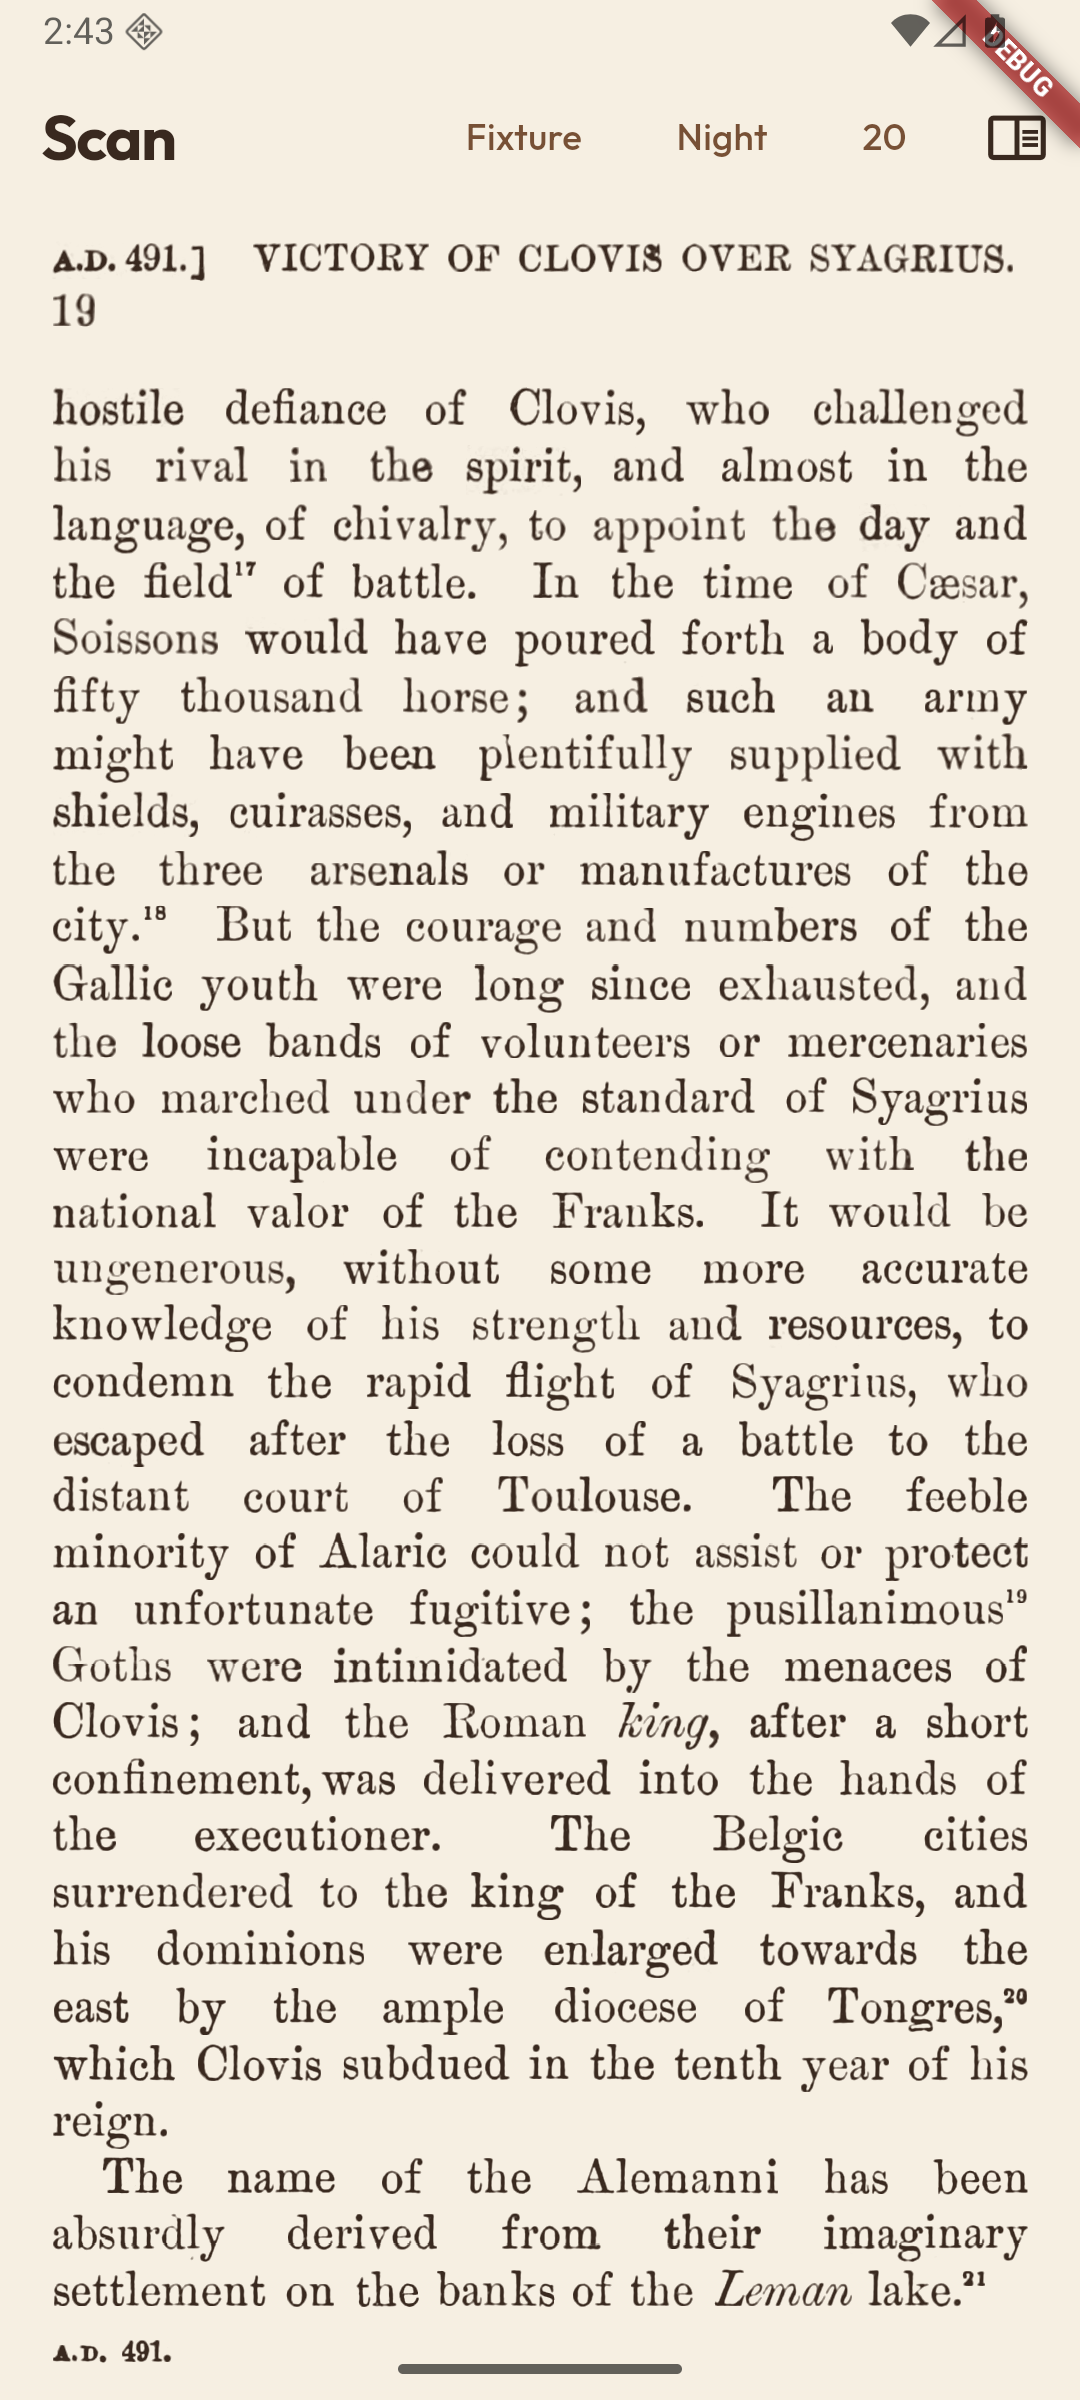 2:43
DEBUG
Scan Fixture Night 20
A.D. 491.] VICTORY OF CLOVIS OVER SYAGRIUS.
19
hostile defiance of Clovis, who challenged
his rival in the spirit, and almost in the
language, of chivalry, to appoint the day and
the field¹⁷ of battle. In the time of Cæsar,
Soissons would have poured forth a body of
fifty thousand horse; and such an army
might have been plentifully supplied with
shields, cuirasses, and military engines from
the three arsenals or manufactures of the
city.¹⁸ But the courage and numbers of the
Gallic youth were long since exhausted, and
the loose bands of volunteers or mercenaries
who marched under the standard of Syagrius
were incapable of contending with the
national valor of the Franks. It would be
ungenerous, without some more accurate
knowledge of his strength and resources, to
condemn the rapid flight of Syagrius, who
escaped after the loss of a battle to the
distant court of Toulouse. The feeble
minority of Alaric could not assist or protect
an unfortunate fugitive; the pusillanimous¹⁹
Goths were intimidated by the menaces of
Clovis; and the Roman king, after a short
confinement, was delivered into the hands of
the executioner. The Belgic cities
surrendered to the king of the Franks, and
his dominions were enlarged towards the
east by the ample diocese of Tongres,²⁰
which Clovis subdued in the tenth year of his
reign.
The name of the Alemanni has been
absurdly derived from their imaginary
settlement on the banks of the Leman lake.²¹
A.D. 491.